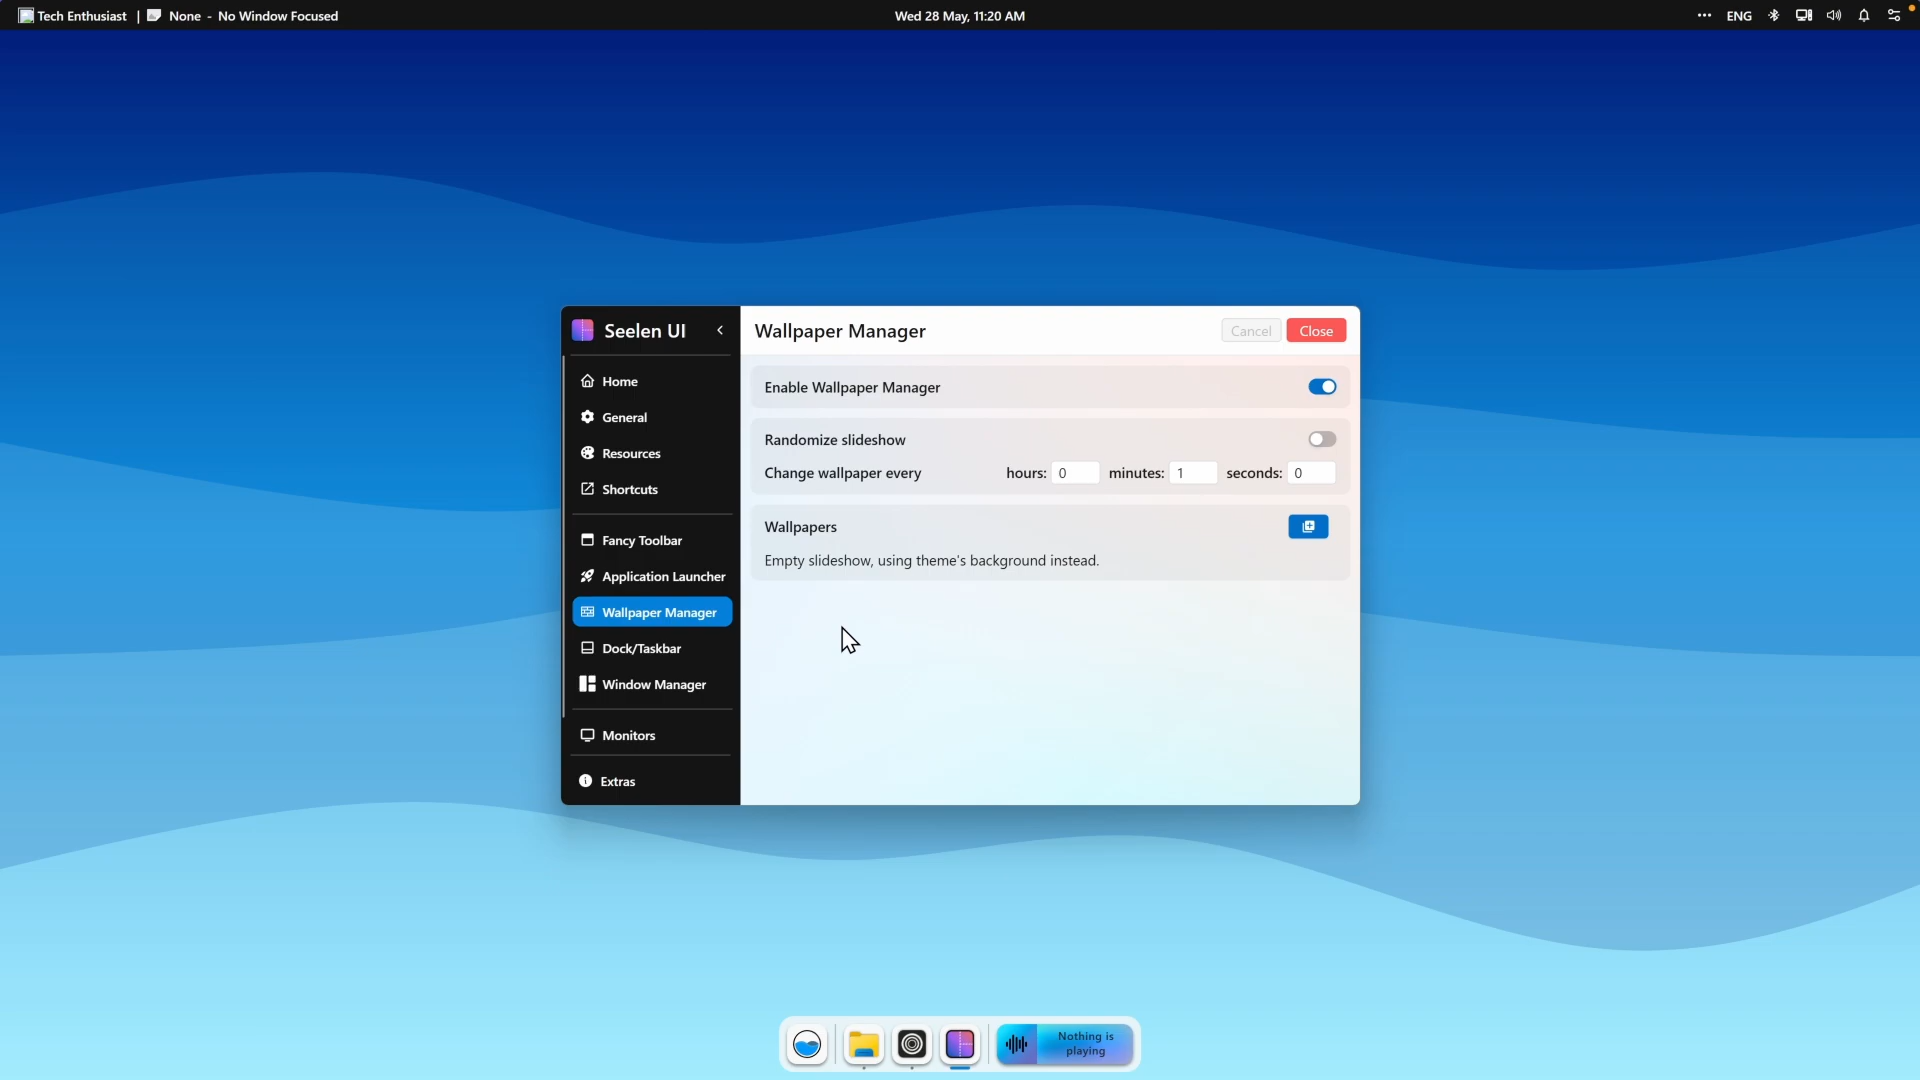 Tech Enthusiast | None - No Window Focused
Wed 28 May, 11:20 AM
ENG
Seelen UI
Home
General
Resources
Shortcuts
Fancy Toolbar
Application Launcher
Wallpaper Manager
Dock/Taskbar
Window Manager
Monitors
Extras
Wallpaper Manager
Cancel
Close
Enable Wallpaper Manager
Randomize slideshow
Change wallpaper every hours: 0 minutes: 1 seconds: 0
Wallpapers
Empty slideshow, using theme's background instead.
Nothing is
playing